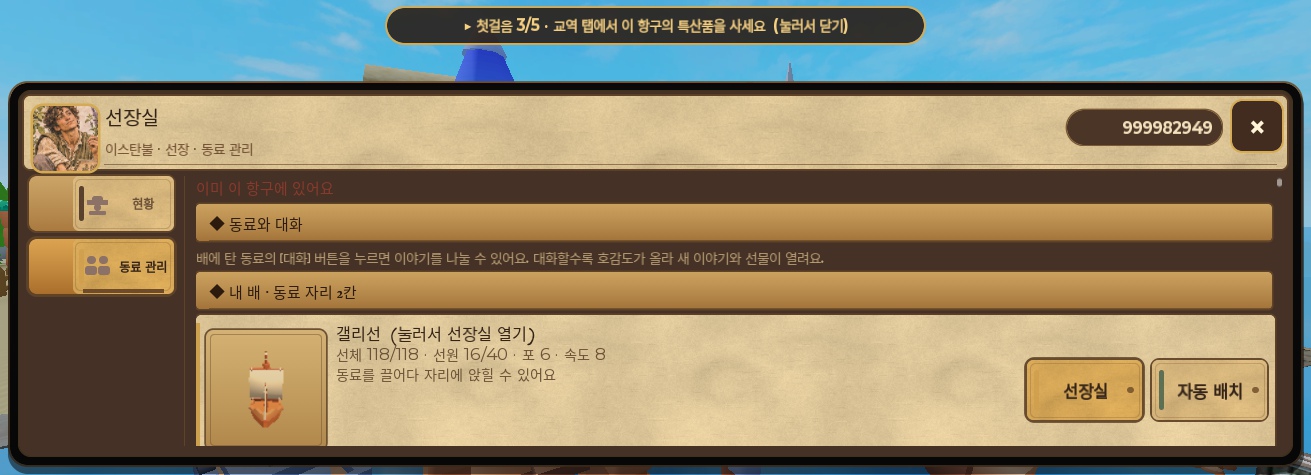 ▸ 첫걸음 3/5 · 교역 탭에서 이 항구의 특산품을 사세요 (눌러서 닫기)
선장실
이스탄불 · 선장 · 동료 관리
999982949
×
현황
동료 관리
이미 이 항구에 있어요
◆ 동료와 대화
배에 탄 동료의 [대화] 버튼을 누르면 이야기를 나눌 수 있어요. 대화할수록 호감도가 올라 새 이야기와 선물이 열려요.
◆ 내 배 · 동료 자리 2칸
갤리선 (눌러서 선장실 열기)
선체 118/118 · 선원 16/40 · 포 6 · 속도 8
동료를 끌어다 자리에 앉힐 수 있어요
선장실
자동 배치